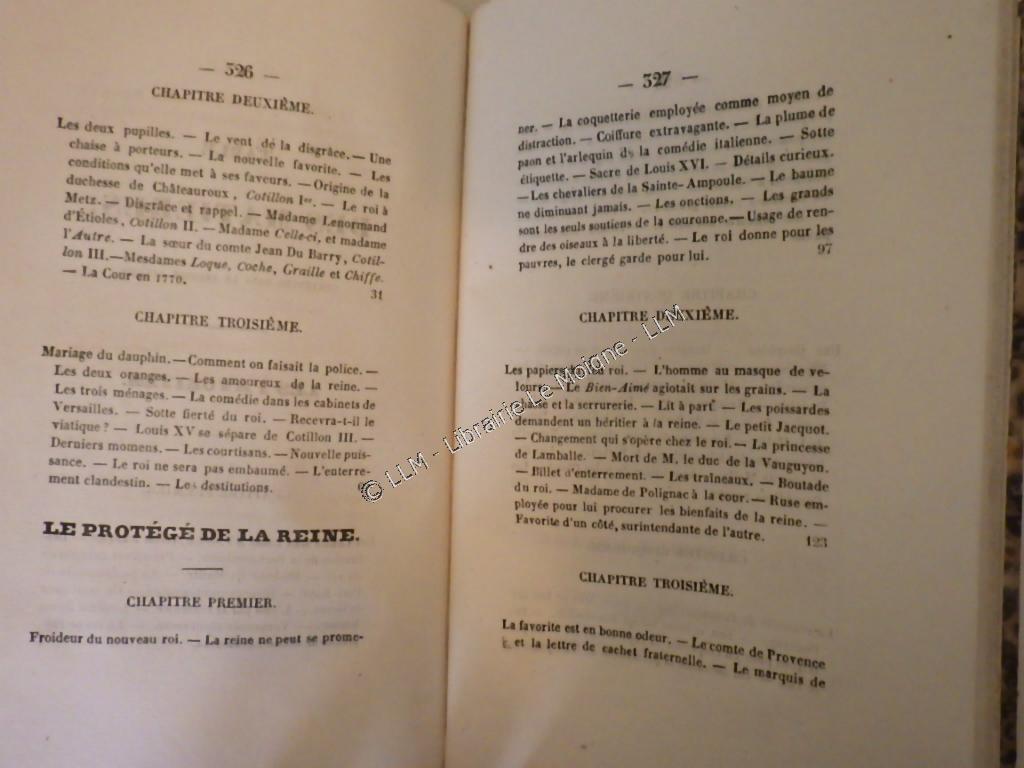 — 326 —
CHAPITRE DEUXIÈME.
Les deux pupilles. — Le vent de la disgrâce. — Une
chaise à porteurs. — La nouvelle favorite. — Les
conditions qu'elle met à ses faveurs. — Origine de la
duchesse de Châteauroux, Cotillon Ier. — Le roi à
Metz. — Disgrâce et rappel. — Madame Lenormand
d'Étioles, Cotillon II. — Madame Celle-ci, et madame
l'Autre. — La sœur du comte Jean Du Barry, Cotil-
lon III. — Mesdames Loque, Coche, Graille et Chiffe.
— La Cour en 1770.
31
CHAPITRE TROISIÈME.
Mariage du dauphin. — Comment on faisait la police. —
Les deux oranges. — Les amoureux de la reine. —
Les trois ménages. — La comédie dans les cabinets de
Versailles. — Sotte fierté du roi. — Recevra-t-il le
viatique? — Louis XV se sépare de Cotillon III. —
Derniers momens. — Les courtisans. — Nouvelle puis-
sance. — Le roi ne sera pas embaumé. — L'enterre-
ment clandestin. — Les destitutions.
LE PROTÉGÉ DE LA REINE.
CHAPITRE PREMIER.
Froideur du nouveau roi. — La reine ne peut se prome-
— 327 —
ner. — La coquetterie employée comme moyen de
distraction. — Coiffure extravagante. — La plume de
paon et l'arlequin de la comédie italienne. — Sotte
étiquette. — Sacre de Louis XVI. — Détails curieux.
— Les chevaliers de la Sainte-Ampoule. — Le baume
ne diminuant jamais. — Les onctions. — Les grands
sont les seuls soutiens de la couronne. — Usage de ren-
dre des oiseaux à la liberté. — Le roi donne pour les
pauvres, le clergé garde pour lui.
97
CHAPITRE DEUXIÈME.
Les papiers du feu roi. — L'homme au masque de ve-
lours. — Le Bien-Aimé agiotait sur les grains. — La
chasse et la serrurerie. — Lit à part. — Les poissardes
demandent un héritier à la reine. — Le petit Jacquot.
— Changement qui s'opère chez le roi. — La princesse
de Lamballe. — Mort de M. le duc de la Vauguyon.
— Billet d'enterrement. — Les traîneaux. — Boutade
du roi. — Madame de Polignac à la cour. — Ruse em-
ployée pour lui procurer les bienfaits de la reine. —
Favorite d'un côté, surintendante de l'autre.
123
CHAPITRE TROISIÈME.
La favorite est en bonne odeur. — Le comte de Provence
et la lettre de cachet fraternelle. — Le marquis de
© LLM - Librairie Le Moigne - LLM